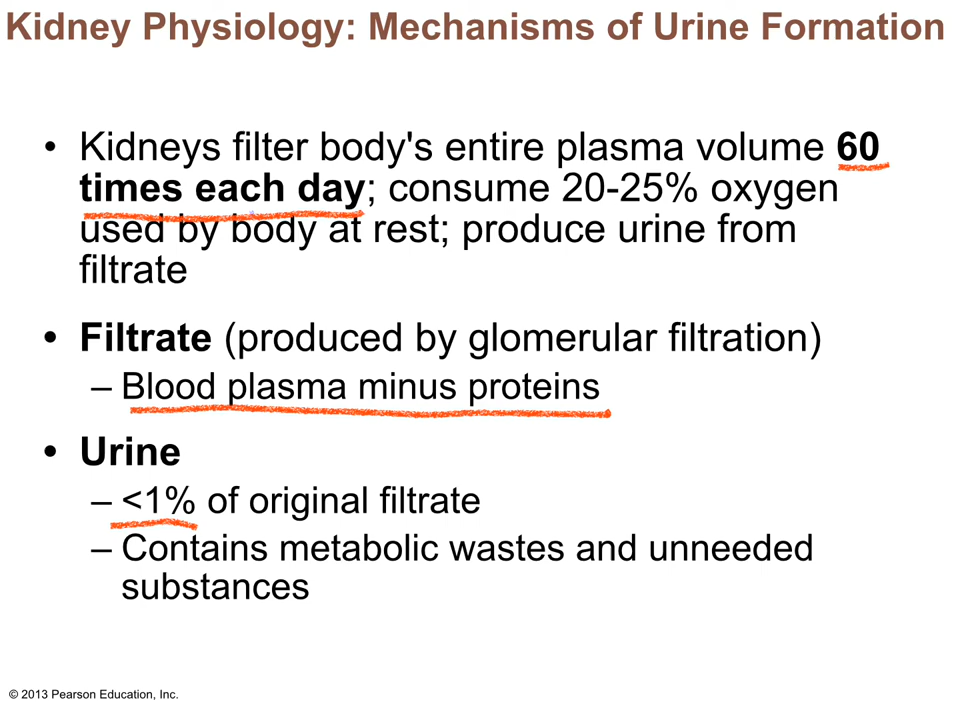 Kidney Physiology: Mechanisms of Urine Formation
• Kidneys filter body's entire plasma volume 60
times each day; consume 20-25% oxygen
used by body at rest; produce urine from
filtrate
• Filtrate (produced by glomerular filtration)
– Blood plasma minus proteins
• Urine
– <1% of original filtrate
– Contains metabolic wastes and unneeded
substances
© 2013 Pearson Education, Inc.